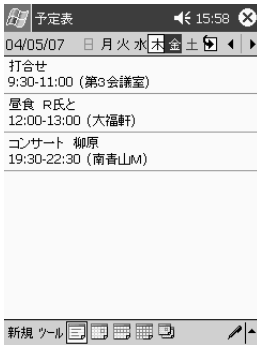 予定表 15:58
04/05/07 日 月 火 水 木 金 土
打合せ
9:30-11:00 (第3会議室)
昼食 R氏と
12:00-13:00 (大福軒)
コンサート 柳原
19:30-22:30 (南青山M)
新規 ツール